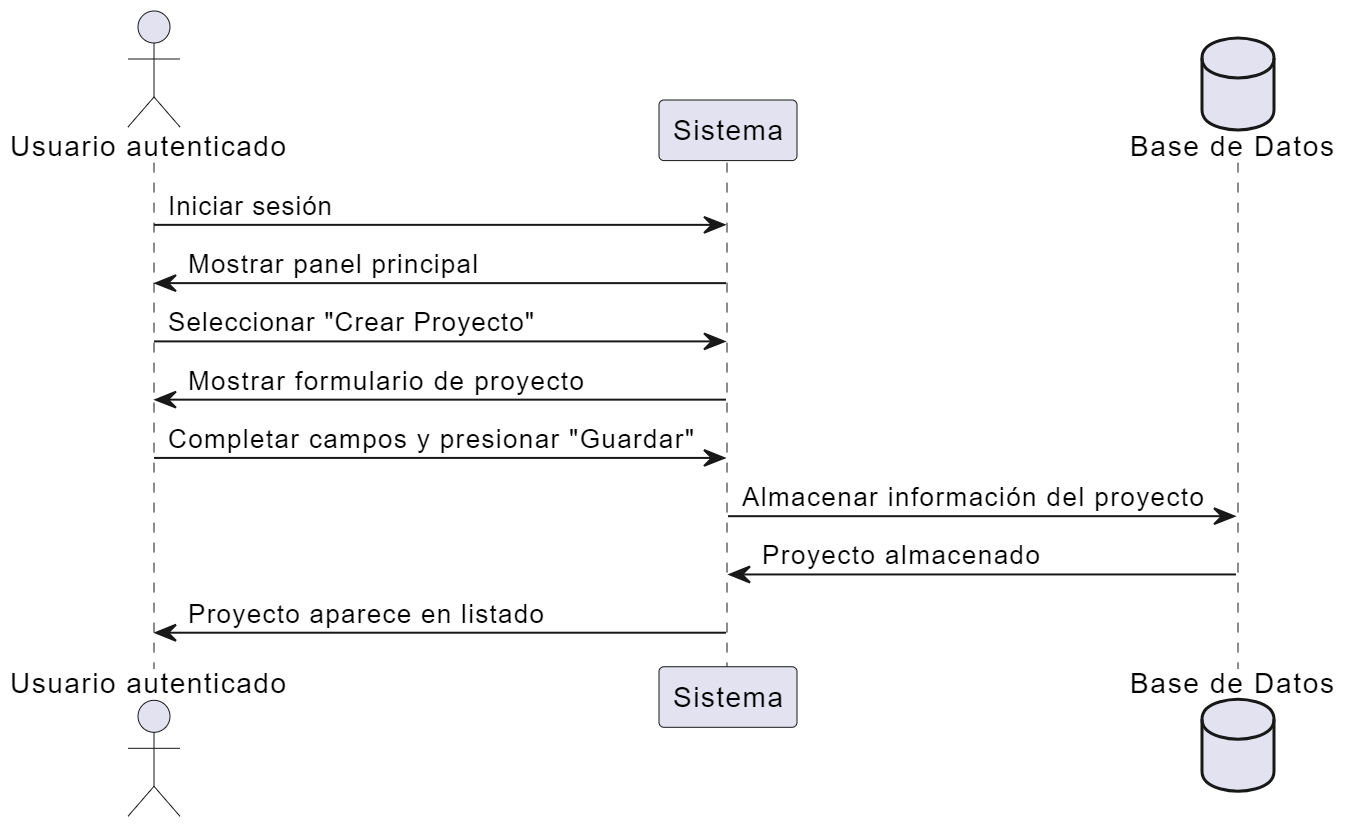 Usuario autenticado
Sistema
Base de Datos
Iniciar sesión
Mostrar panel principal
Seleccionar "Crear Proyecto"
Mostrar formulario de proyecto
Completar campos y presionar "Guardar"
Almacenar información del proyecto
Proyecto almacenado
Proyecto aparece en listado
Usuario autenticado
Sistema
Base de Datos